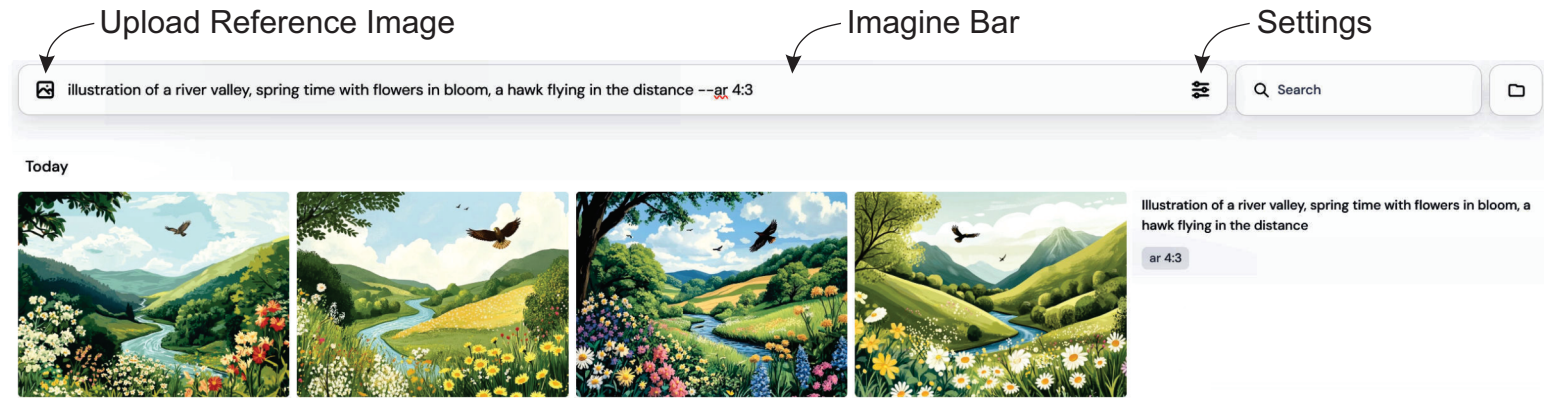 Upload Reference Image
Imagine Bar
Settings
illustration of a river valley, spring time with flowers in bloom, a hawk flying in the distance --ar 4:3
Search
Today
Illustration of a river valley, spring time with flowers in bloom, a
hawk flying in the distance
ar 4:3